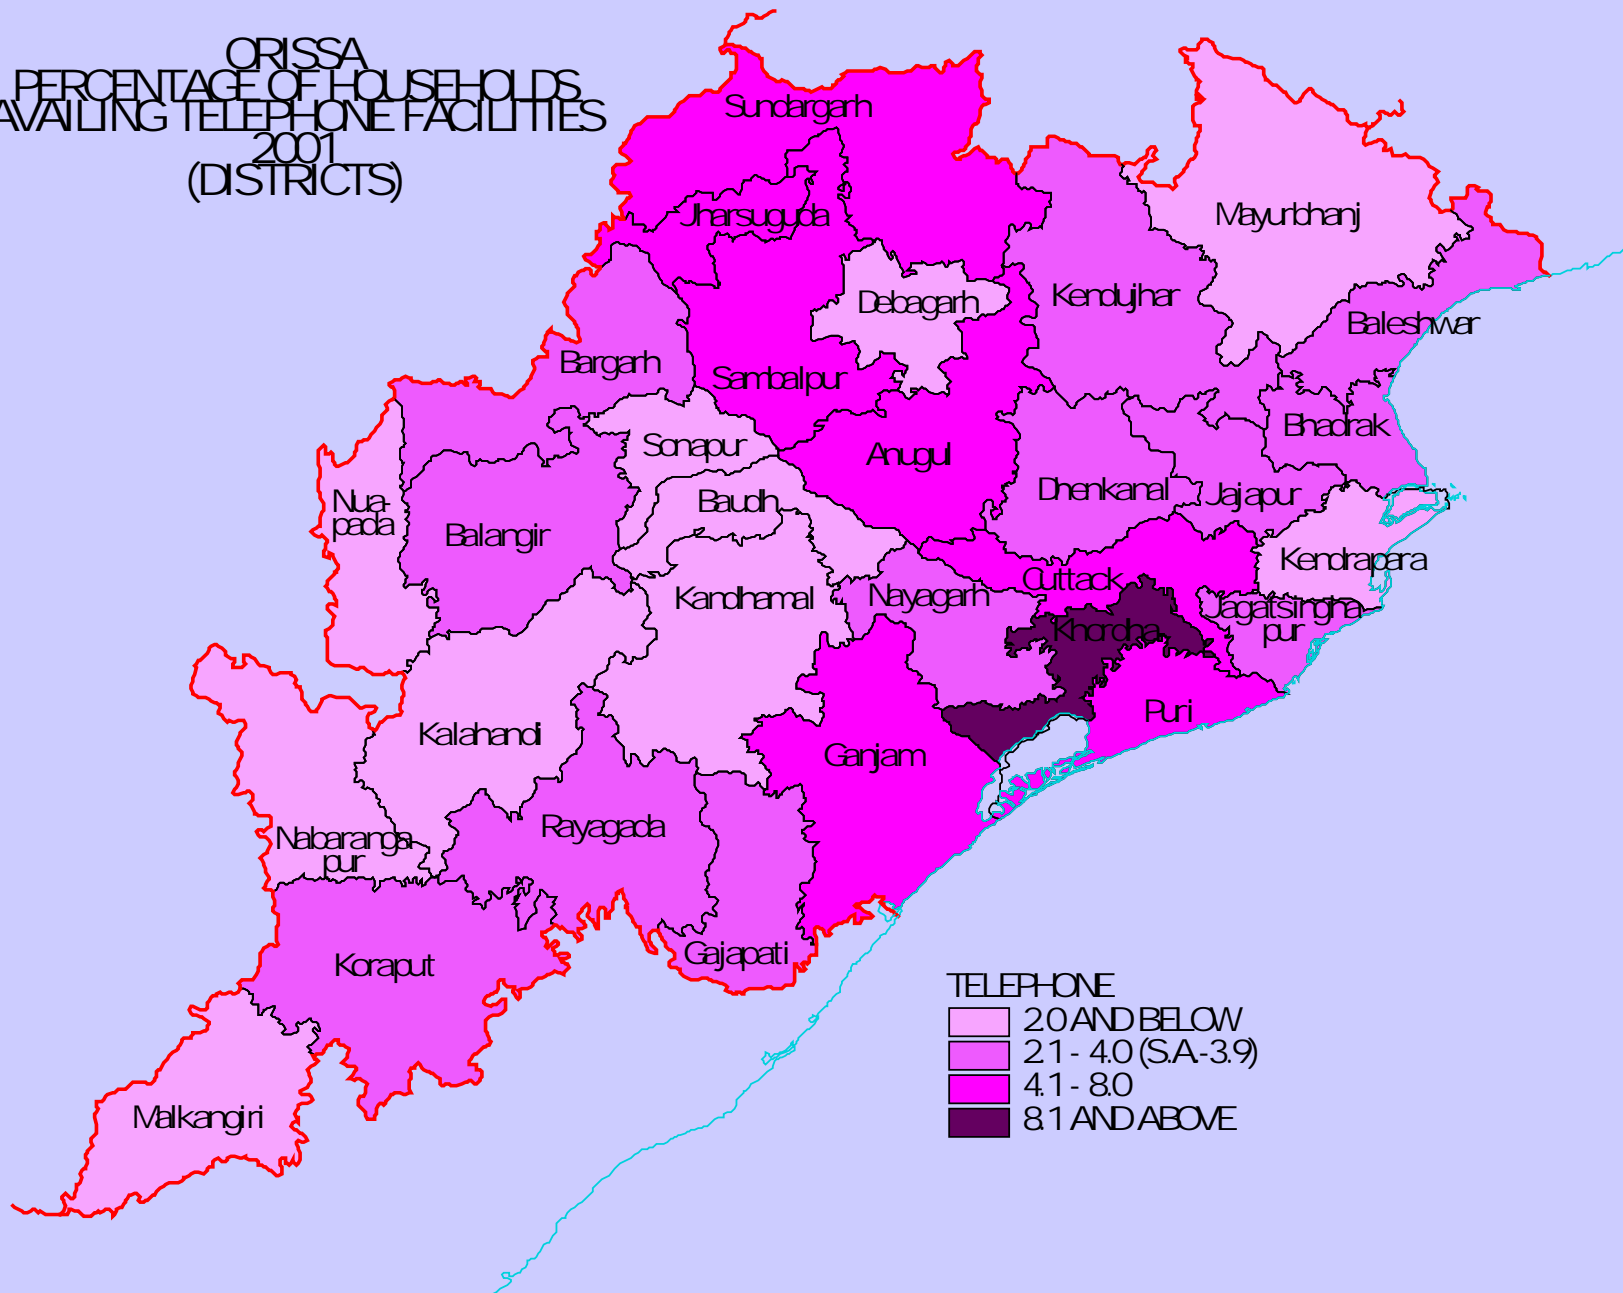 ORISSA
PERCENTAGE OF HOUSEHOLDS
AVAILING TELEPHONE FACILITIES
2001
(DISTRICTS)
Sundargarh
Jharsuguda
Mayurbhanj
Debagarh
Kendujhar
Baleshwar
Bargarh
Sambalpur
Sonapur
Anugul
Bhadrak
Nua-
pada
Baudh
Dhenkanal
Jajapur
Balangir
Kendrapara
Kandhamal
Nayagarh
Cuttack
Jagatsingha
pur
Khordha
Puri
Kalahandi
Ganjam
Rayagada
Nabaranga
pur
Koraput
Gajapati
Malkangiri
TELEPHONE
2.0 AND BELOW
2.1 - 4.0 (S.A.-3.9)
4.1 - 8.0
8.1 AND ABOVE